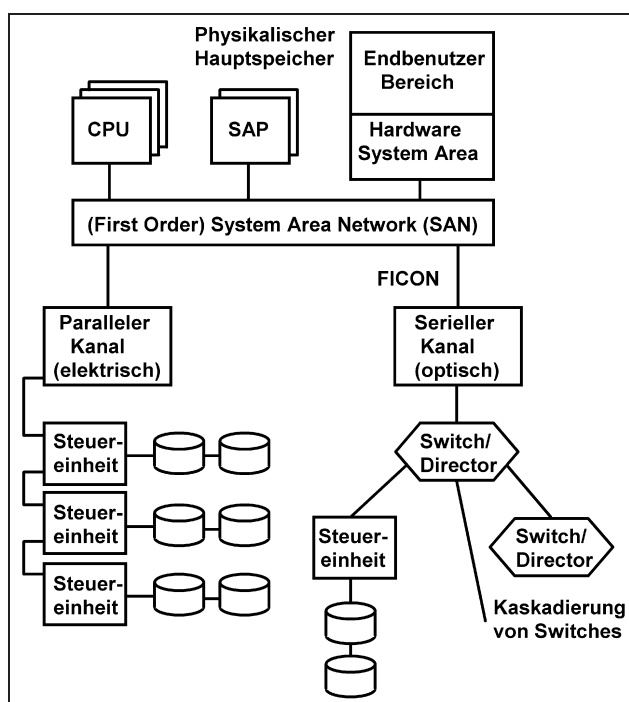 Physikalischer
Hauptspeicher
Endbenutzer
Bereich
CPU
SAP
Hardware
System Area
(First Order) System Area Network (SAN)
FICON
Paralleler
Kanal
(elektrisch)
Serieller
Kanal
(optisch)
Steuer-
einheit
Steuer-
einheit
Steuer-
einheit
Switch/
Director
Steuer-
einheit
Switch/
Director
Kaskadierung
von Switches